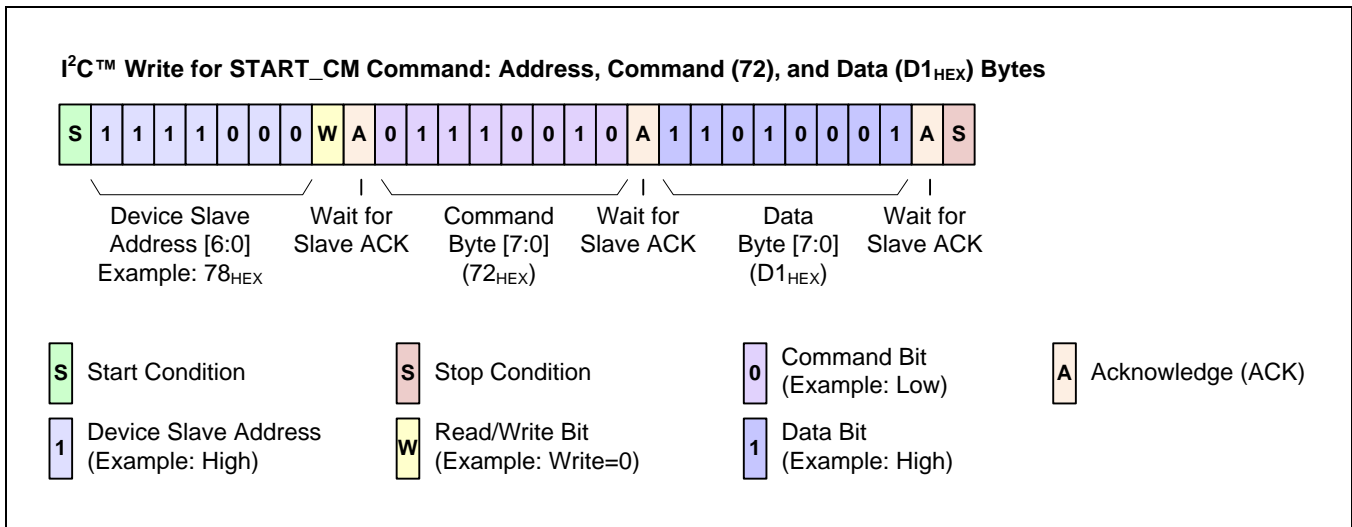 I²C™ Write for START_CM Command: Address, Command (72), and Data (D1HEX) Bytes
S 1 1 1 1 0 0 0 W A 0 1 1 1 0 0 1 0 A 1 1 0 1 0 0 0 1 A S
Device Slave
Address [6:0]
Example: 78HEX
Wait for
Slave ACK
Command
Byte [7:0]
(72HEX)
Wait for
Slave ACK
Data
Byte [7:0]
(D1HEX)
Wait for
Slave ACK
S Start Condition
S Stop Condition
0 Command Bit
(Example: Low)
A Acknowledge (ACK)
1 Device Slave Address
(Example: High)
W Read/Write Bit
(Example: Write=0)
1 Data Bit
(Example: High)